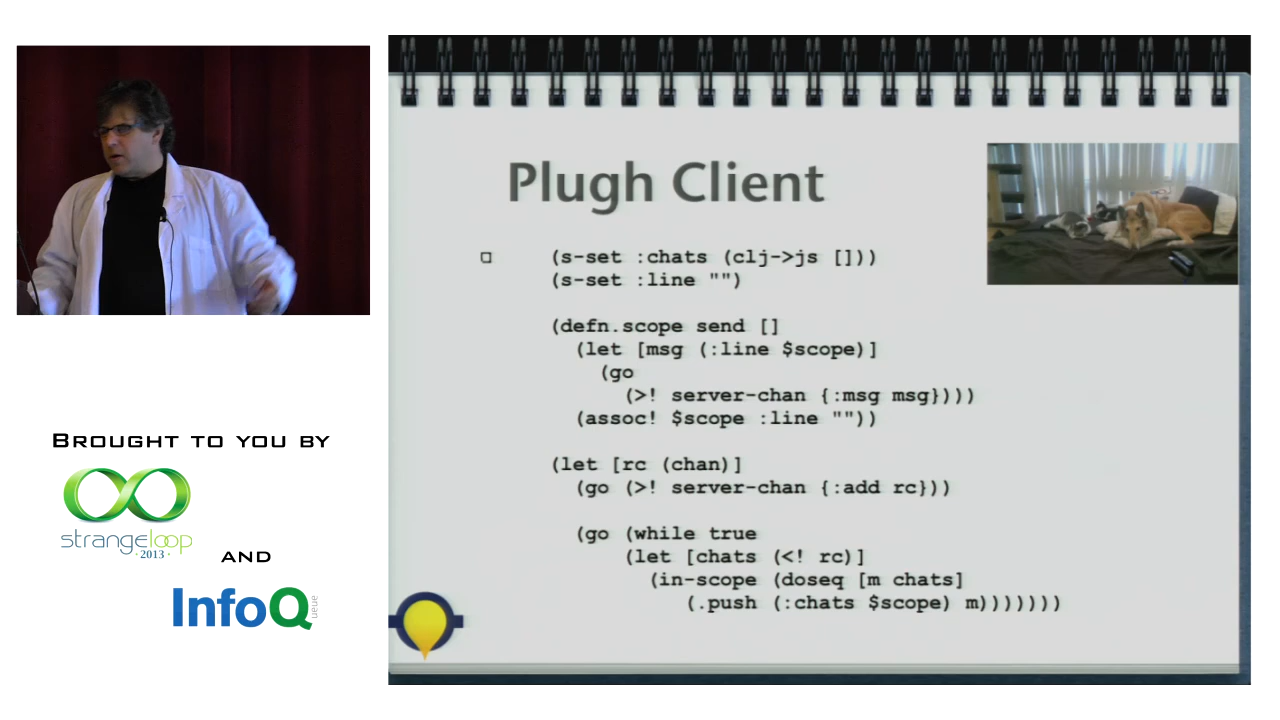 Plugh Client
(s-set :chats (clj->js []))
(s-set :line "")
(defn.scope send []
(let [msg (:line $scope)]
(go
(>! server-chan {:msg msg})))
(assoc! $scope :line ""))
(let [rc (chan)]
(go (>! server-chan {:add rc}))
(go (while true
(let [chats (<! rc)]
(in-scope (doseq [m chats]
(.push (:chats $scope) m)))))))
BROUGHT TO YOU BY
strangeloop
· 2013 ·
AND
InfoQ